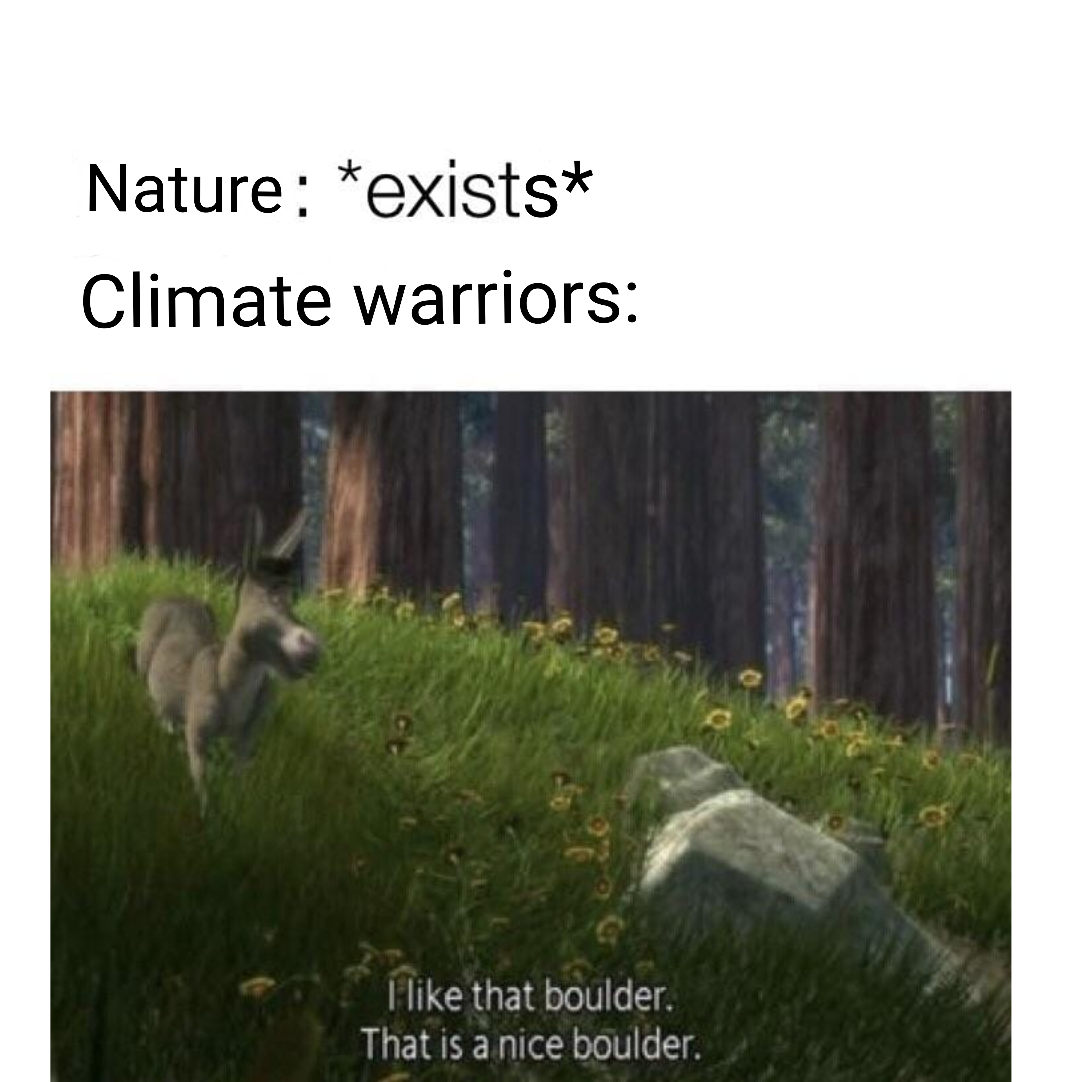 Nature: *exists*
Climate warriors:
I like that boulder.
That is a nice boulder.